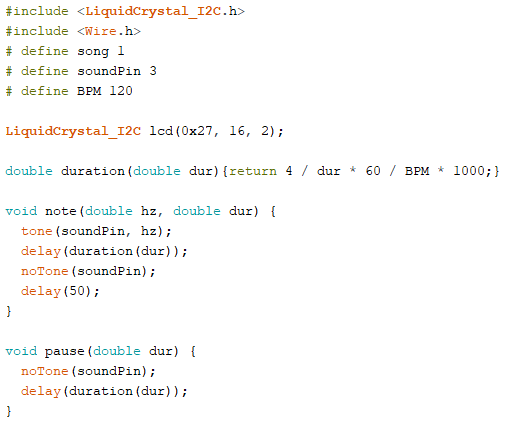 #include <LiquidCrystal_I2C.h>
#include <Wire.h>
# define song 1
# define soundPin 3
# define BPM 120

LiquidCrystal_I2C lcd(0x27, 16, 2);

double duration(double dur){return 4 / dur * 60 / BPM * 1000;}

void note(double hz, double dur) {
  tone(soundPin, hz);
  delay(duration(dur));
  noTone(soundPin);
  delay(50);
}

void pause(double dur) {
  noTone(soundPin);
  delay(duration(dur));
}